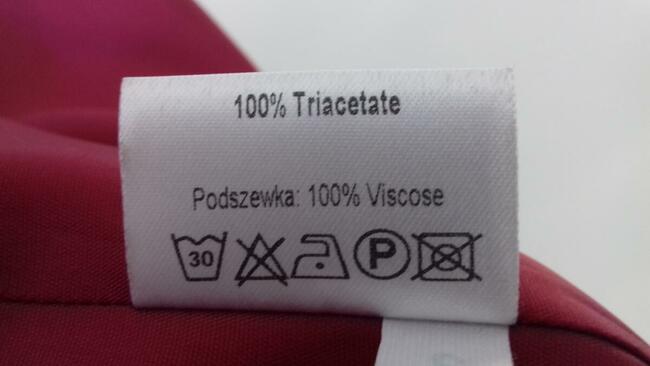 100% Triacetate
Podszewka: 100% Viscose
30 P